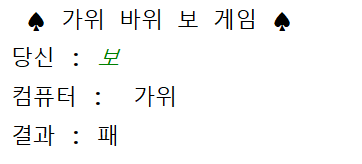 ♠ 가위 바위 보 게임 ♠
당신 : 보
컴퓨터 : 가위
결과 : 패